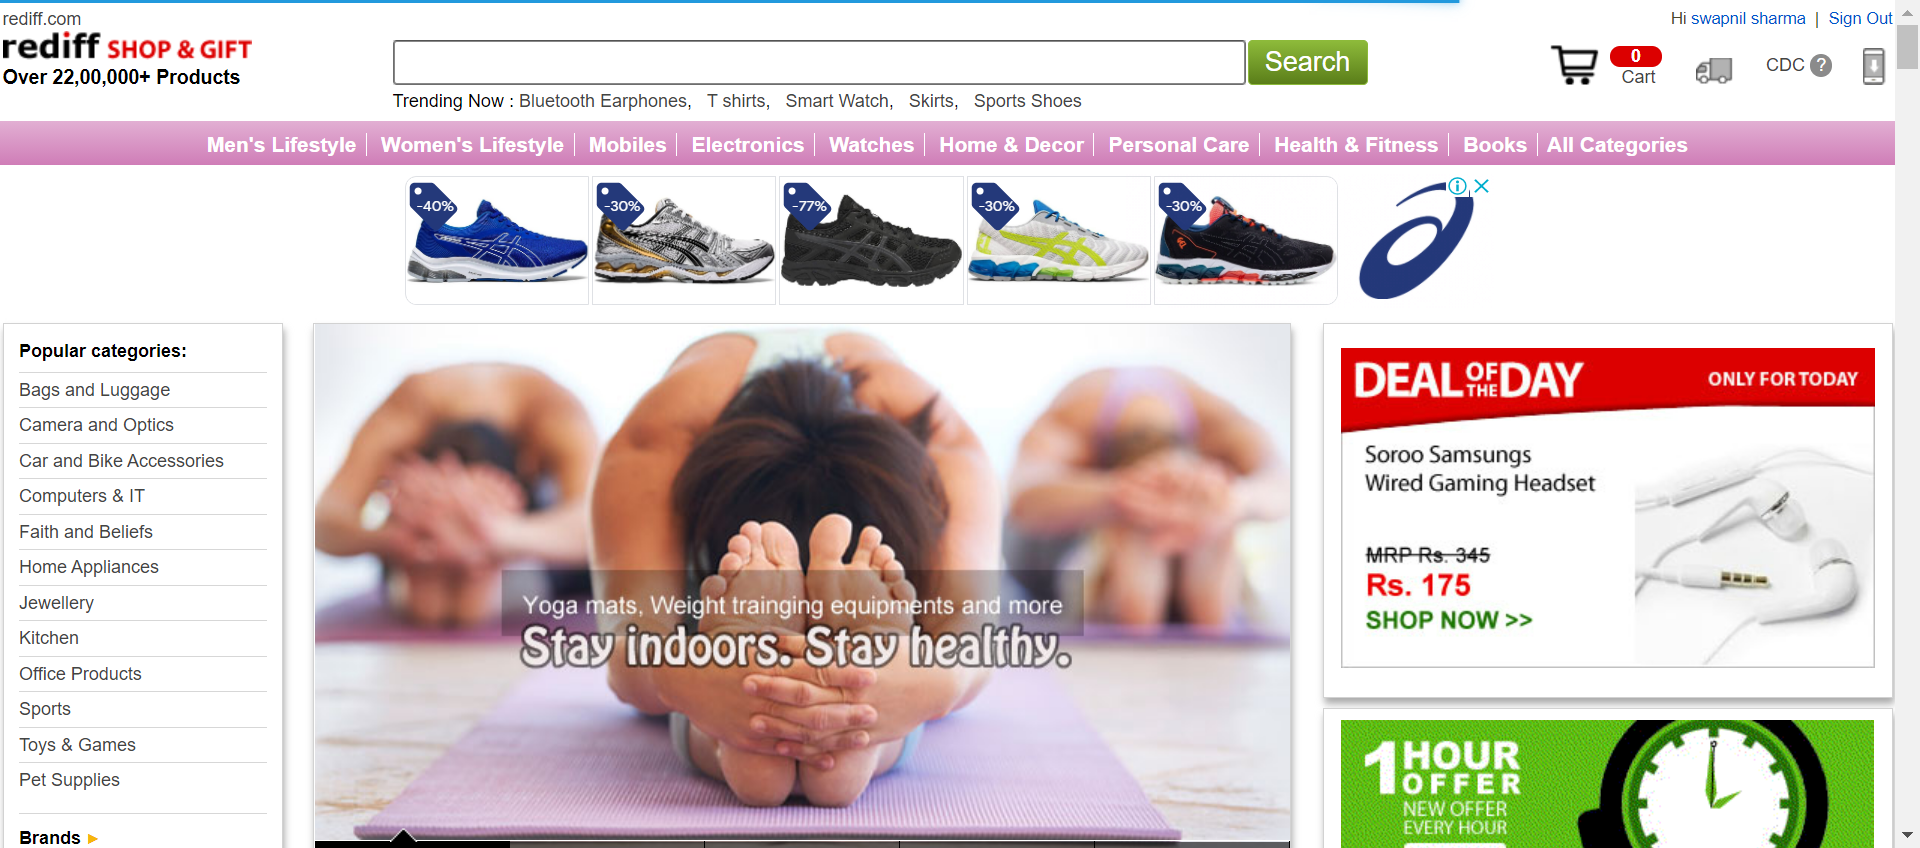 rediff.com
Hi swapnil sharma | Sign Out
rediff SHOP & GIFT
Over 22,00,000+ Products
Search
0
Cart
CDC ?
Trending Now : Bluetooth Earphones, T shirts, Smart Watch, Skirts, Sports Shoes
Men's Lifestyle Women's Lifestyle Mobiles Electronics Watches Home & Decor Personal Care Health & Fitness Books All Categories
-40% -30% -77% -30% -30%
Popular categories:
Bags and Luggage
Camera and Optics
Car and Bike Accessories
Computers & IT
Faith and Beliefs
Home Appliances
Jewellery
Kitchen
Office Products
Sports
Toys & Games
Pet Supplies
Brands
Yoga mats, Weight trainging equipments and more
Stay indoors. Stay healthy.
DEAL OF THE DAY ONLY FOR TODAY
Soroo Samsungs
Wired Gaming Headset
MRP Rs. 345
Rs. 175
SHOP NOW >>
1 HOUR
OFFER
NEW OFFER
EVERY HOUR